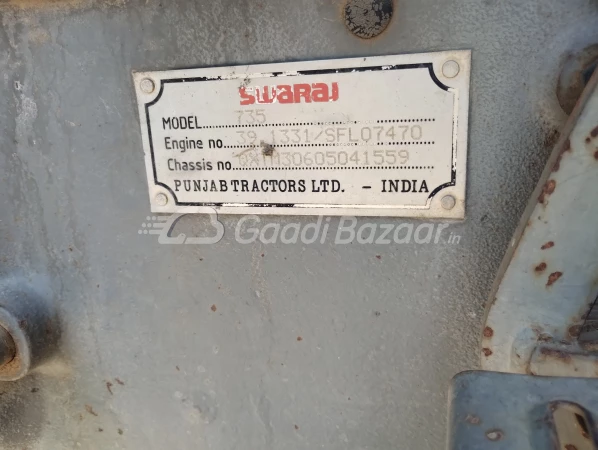 SWARAJ
MODEL 735
Engine no. 39.1331/SFL07470
Chassis no.
PUNJAB TRACTORS LTD. - INDIA
Gaadi Bazaar.in